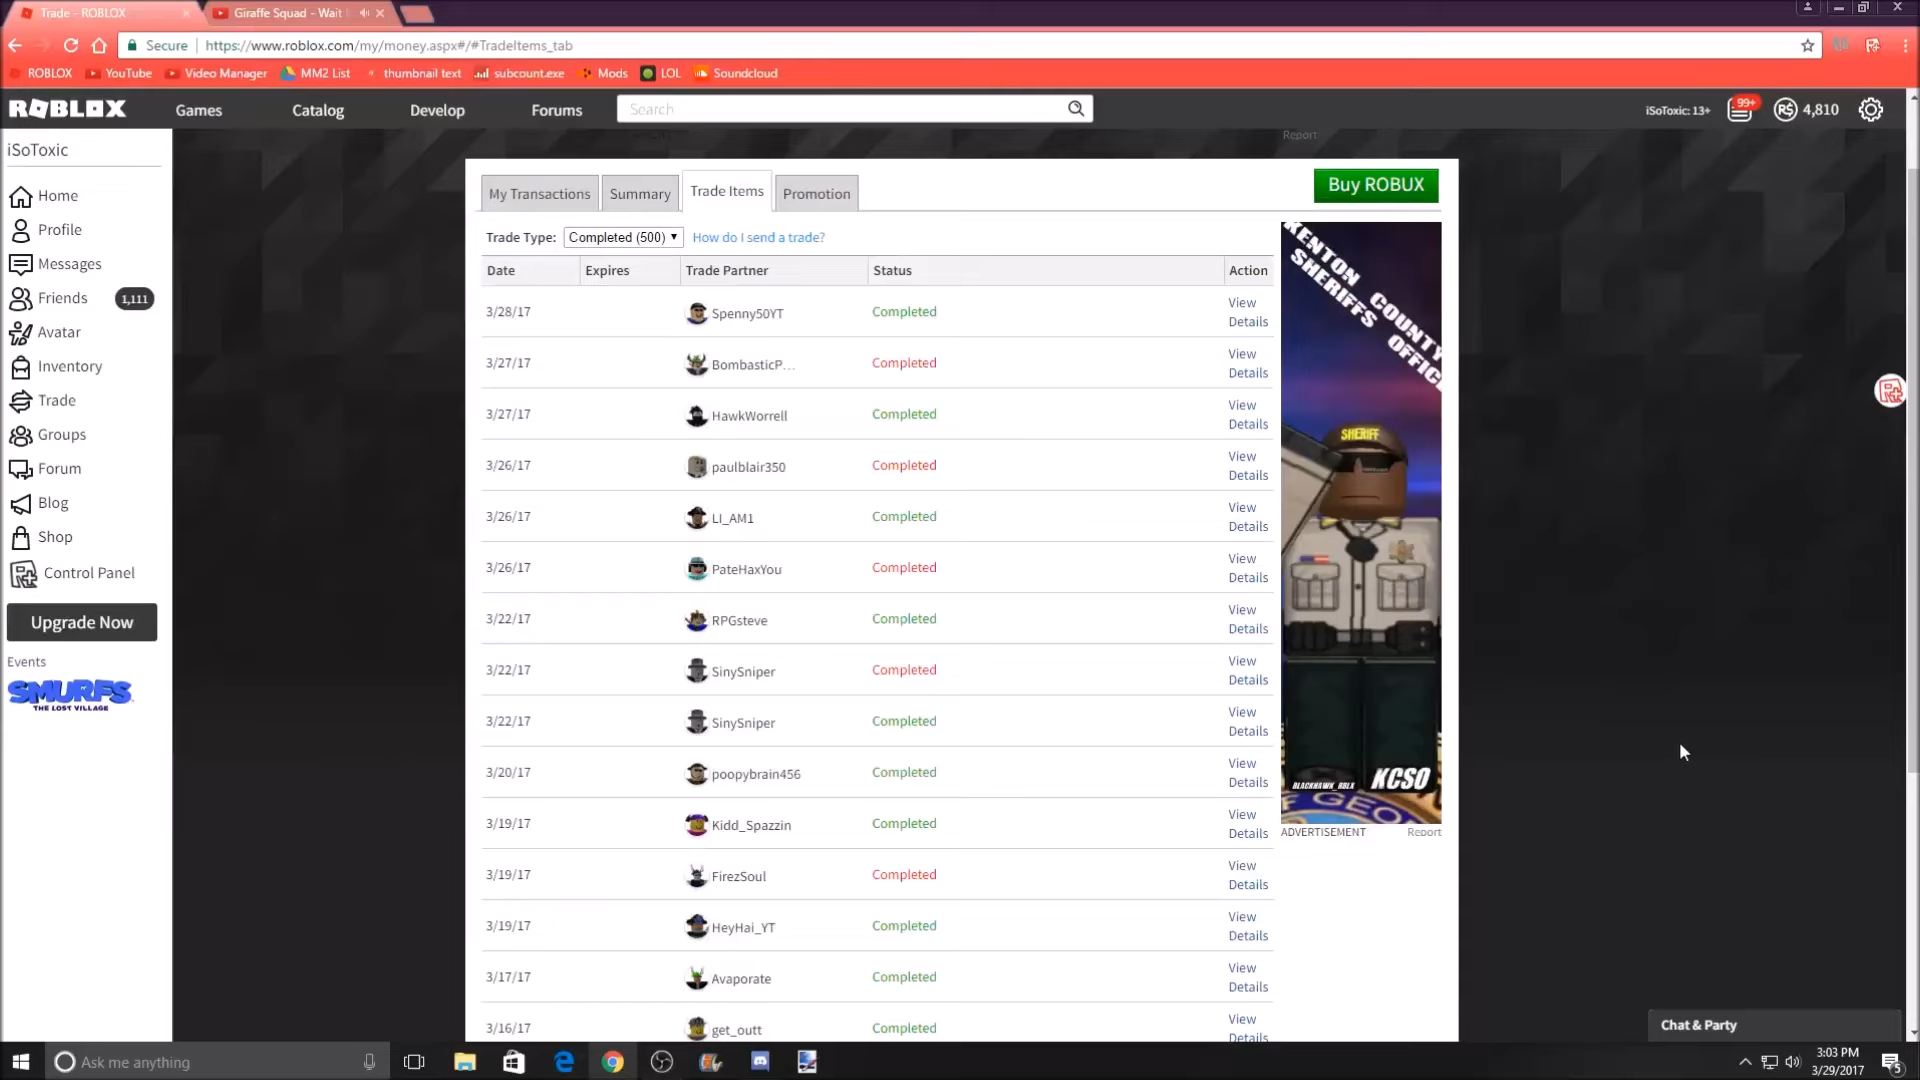 Trade - ROBLOX
Giraffe Squad - Wait
Secure https://www.roblox.com/my/money.aspx#/#TradeItems_tab
ROBLOX YouTube Video Manager MM2 List thumbnail text subcount.exe Mods LOL Soundcloud
ROBLOX Games Catalog Develop Forums Search iSoToxic: 13+ 99+ R$ 4,810
Report
iSoToxic
Home
Profile
Messages
Friends 1,111
Avatar
Inventory
Trade
Groups
Forum
Blog
Shop
Control Panel
Upgrade Now
Events
SMURFS
THE LOST VILLAGE
My Transactions Summary Trade Items Promotion Buy ROBUX
Trade Type: Completed (500) How do I send a trade?
Date Expires Trade Partner Status Action
3/28/17 Spenny50YT Completed View Details
3/27/17 BombasticP... Completed View Details
3/27/17 HawkWorrell Completed View Details
3/26/17 paulblair350 Completed View Details
3/26/17 LI_AM1 Completed View Details
3/26/17 PateHaxYou Completed View Details
3/22/17 RPGsteve Completed View Details
3/22/17 SinySniper Completed View Details
3/22/17 SinySniper Completed View Details
3/20/17 poopybrain456 Completed View Details
3/19/17 Kidd_Spazzin Completed View Details
3/19/17 FirezSoul Completed View Details
3/19/17 HeyHai_YT Completed View Details
3/17/17 Avaporate Completed View Details
3/16/17 get_outt Completed View Details
KENTON COUNTY
SHERIFFS OFFIC
SHERIFF
BLACKHAWK_RBLX KCSO
F GEO
ADVERTISEMENT Report
Chat & Party
Ask me anything
3:03 PM
3/29/2017
5